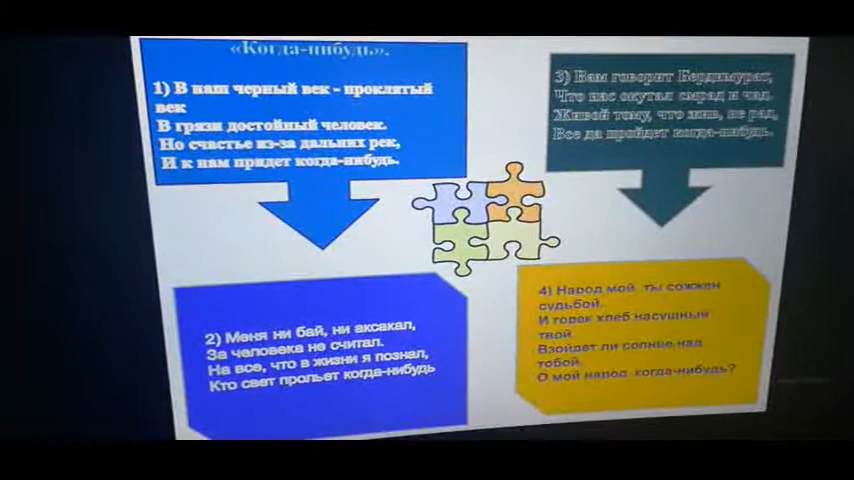 «Когда-нибудь».
1) В наш черный век - проклятый
век
В грязи достойный человек.
Но счастье из-за дальних рек,
И к нам придет когда-нибудь.
2) Меня ни бай, ни аксакал,
За человека не считал.
На все, что в жизни я познал,
Кто свет прольет когда-нибудь
3) Вам говорит Бердимурат,
Что нас окутал смрад и чад.
Живой тому, что жив, не рад,
Все да пройдет когда-нибудь.
4) Народ мой, ты сожжен
судьбой.
И горек хлеб насущный
твой.
Взойдет ли солнце над
тобой.
О мой народ когда-нибудь?